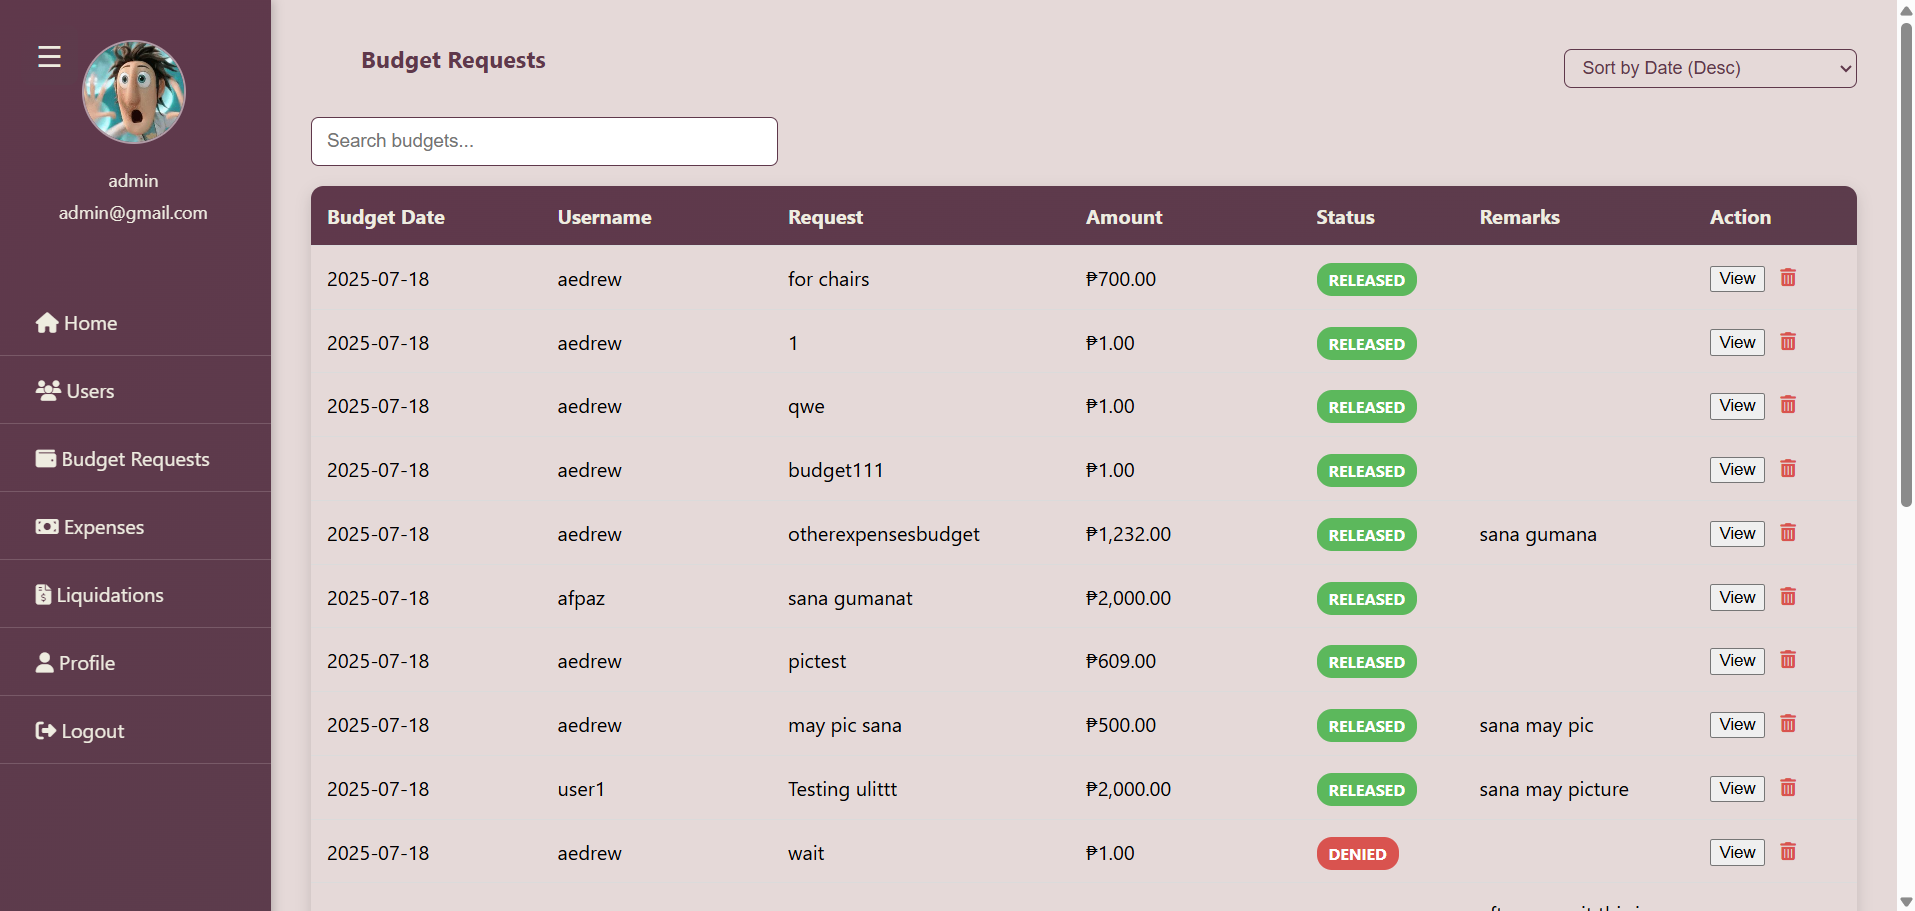 admin
admin@gmail.com
Home
Users
Budget Requests
Expenses
Liquidations
Profile
Logout
Budget Requests
Sort by Date (Desc)
Search budgets...
Budget Date Username Request Amount Status Remarks Action
2025-07-18 aedrew for chairs ₱700.00 RELEASED View
2025-07-18 aedrew 1 ₱1.00 RELEASED View
2025-07-18 aedrew qwe ₱1.00 RELEASED View
2025-07-18 aedrew budget111 ₱1.00 RELEASED View
2025-07-18 aedrew otherexpensesbudget ₱1,232.00 RELEASED sana gumana View
2025-07-18 afpaz sana gumanat ₱2,000.00 RELEASED View
2025-07-18 aedrew pictest ₱609.00 RELEASED View
2025-07-18 aedrew may pic sana ₱500.00 RELEASED sana may pic View
2025-07-18 user1 Testing ulittt ₱2,000.00 RELEASED sana may picture View
2025-07-18 aedrew wait ₱1.00 DENIED View